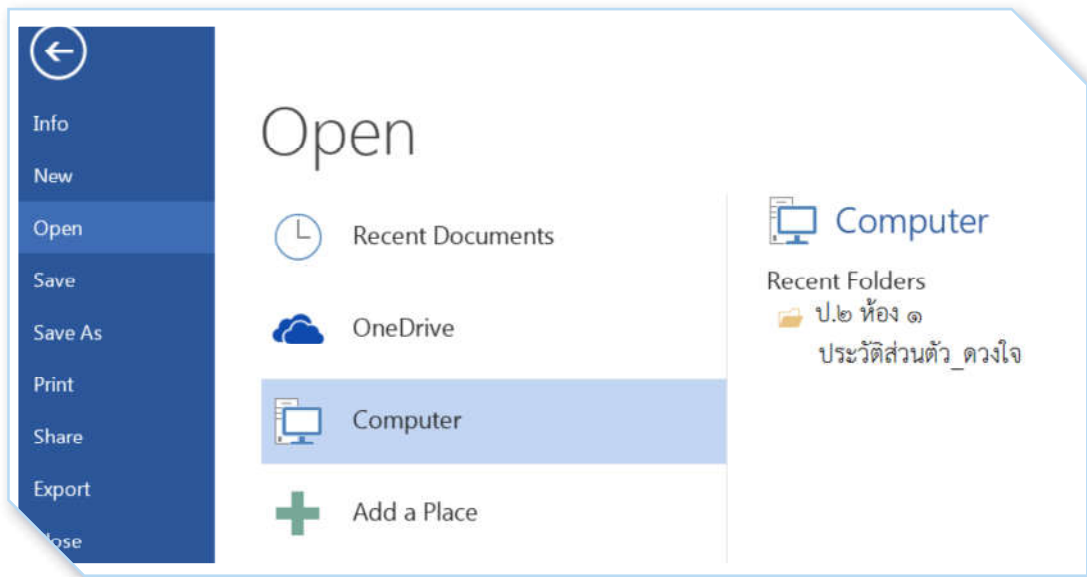 Info
New
Open
Save
Save As
Print
Share
Export
Open
Recent Documents
OneDrive
Computer
Add a Place
Computer
Recent Folders
ป.๒ ห้อง ๑
ประวัติส่วนตัว_ดวงใจ